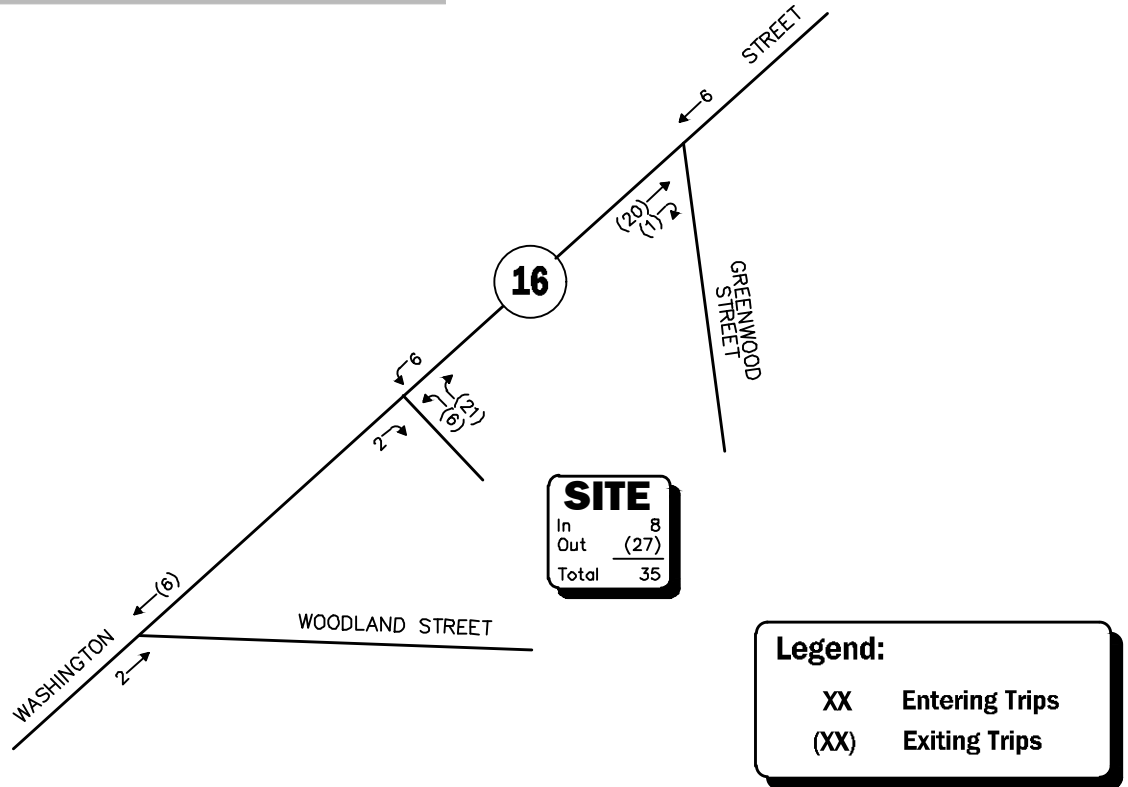 STREET
6
(20)
(1)
16
GREENWOOD
STREET
6
(21)
(6)
2
SITE
In 8
Out (27)
Total 35
(6)
WOODLAND STREET
WASHINGTON
2
Legend:
XX Entering Trips
(XX) Exiting Trips